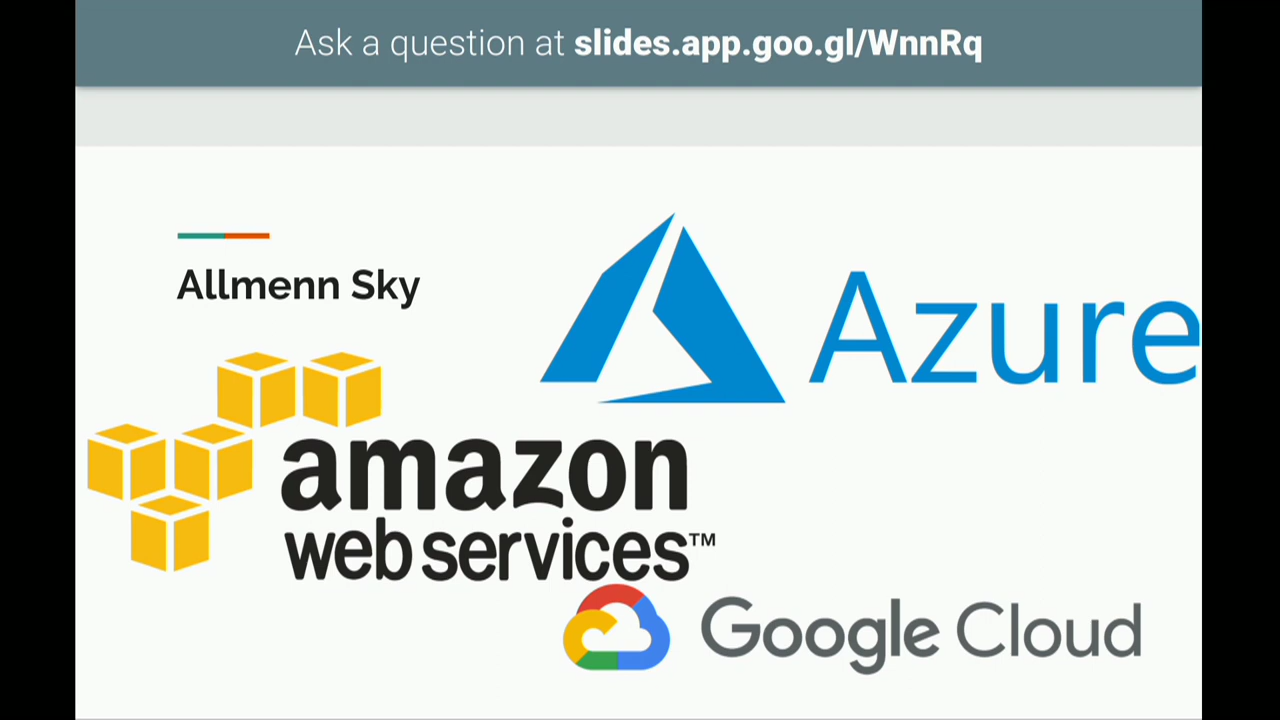 Ask a question at slides.app.goo.gl/WnnRq
Allmenn Sky
Azure
amazon
web services™
Google Cloud